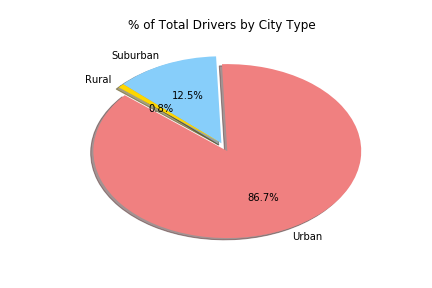 % of Total Drivers by City Type
Suburban
Rural
12.5%
0.8%
86.7%
Urban